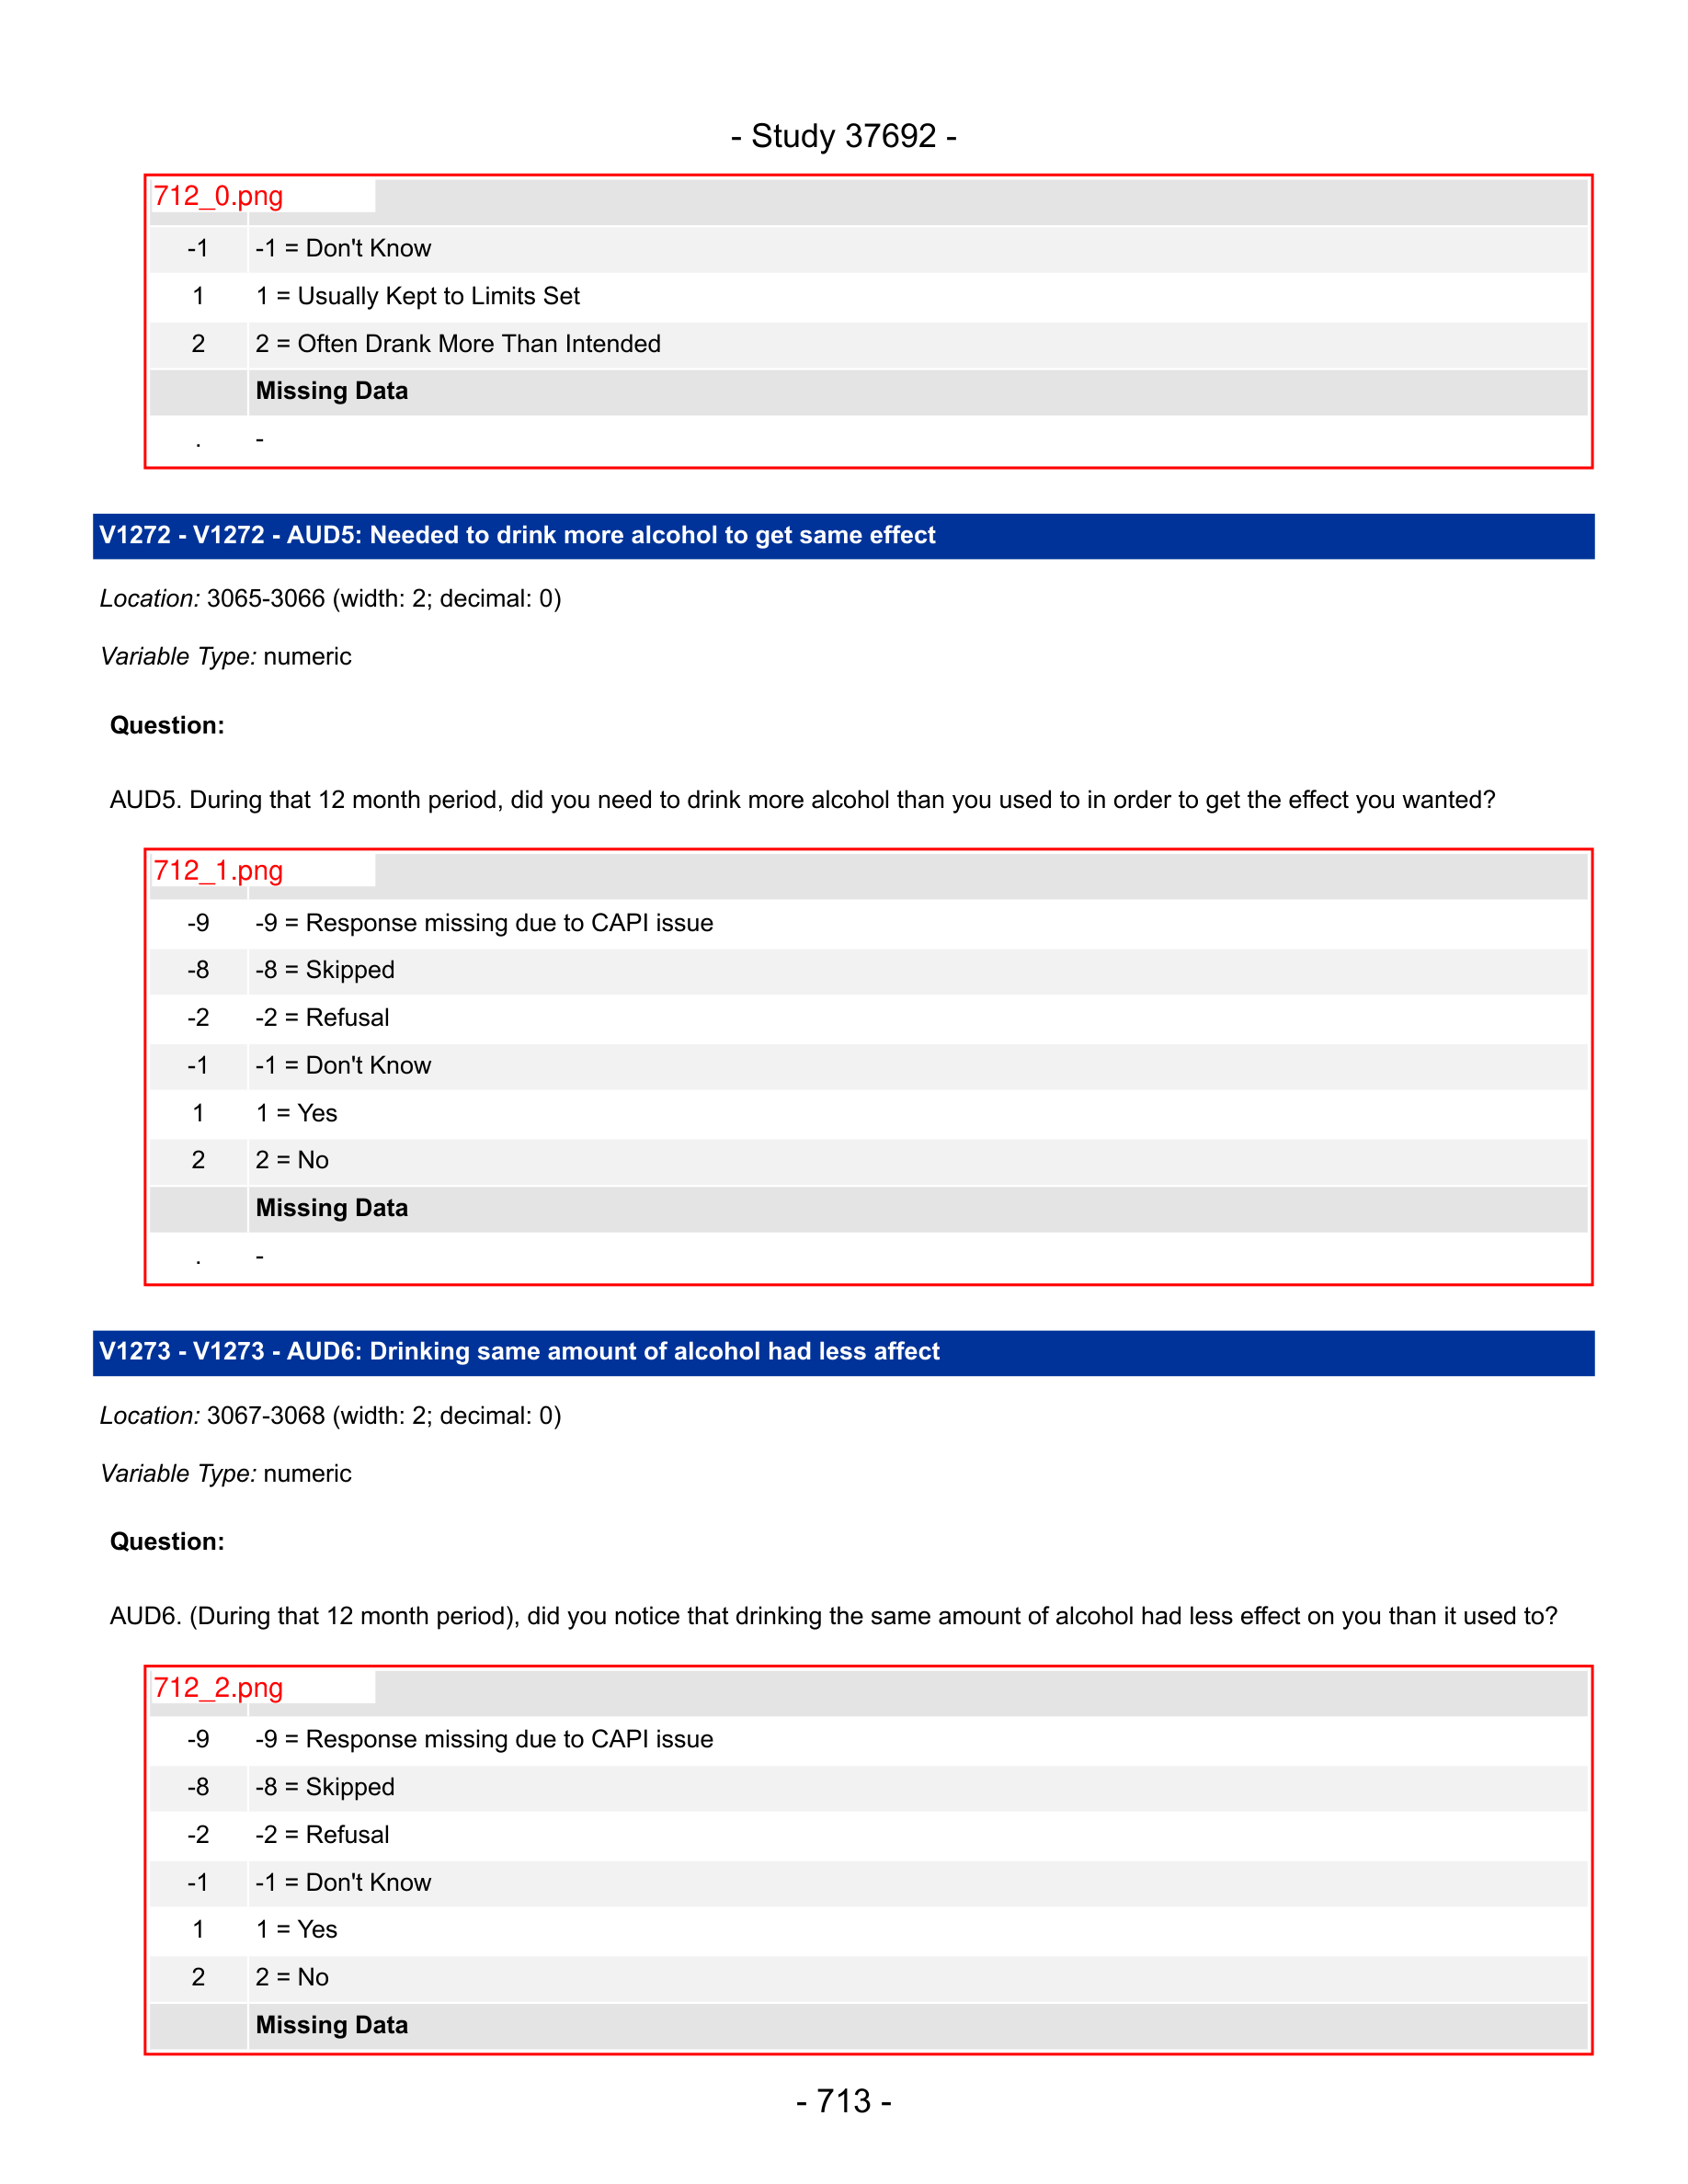 - Study 37692 -
712_0.png
-1 -1 = Don't Know
1 1 = Usually Kept to Limits Set
2 2 = Often Drank More Than Intended
Missing Data
. -
V1272 - V1272 - AUD5: Needed to drink more alcohol to get same effect
Location: 3065-3066 (width: 2; decimal: 0)
Variable Type: numeric
Question:
AUD5. During that 12 month period, did you need to drink more alcohol than you used to in order to get the effect you wanted?
712_1.png
-9 -9 = Response missing due to CAPI issue
-8 -8 = Skipped
-2 -2 = Refusal
-1 -1 = Don't Know
1 1 = Yes
2 2 = No
Missing Data
. -
V1273 - V1273 - AUD6: Drinking same amount of alcohol had less affect
Location: 3067-3068 (width: 2; decimal: 0)
Variable Type: numeric
Question:
AUD6. (During that 12 month period), did you notice that drinking the same amount of alcohol had less effect on you than it used to?
712_2.png
-9 -9 = Response missing due to CAPI issue
-8 -8 = Skipped
-2 -2 = Refusal
-1 -1 = Don't Know
1 1 = Yes
2 2 = No
Missing Data
- 713 -